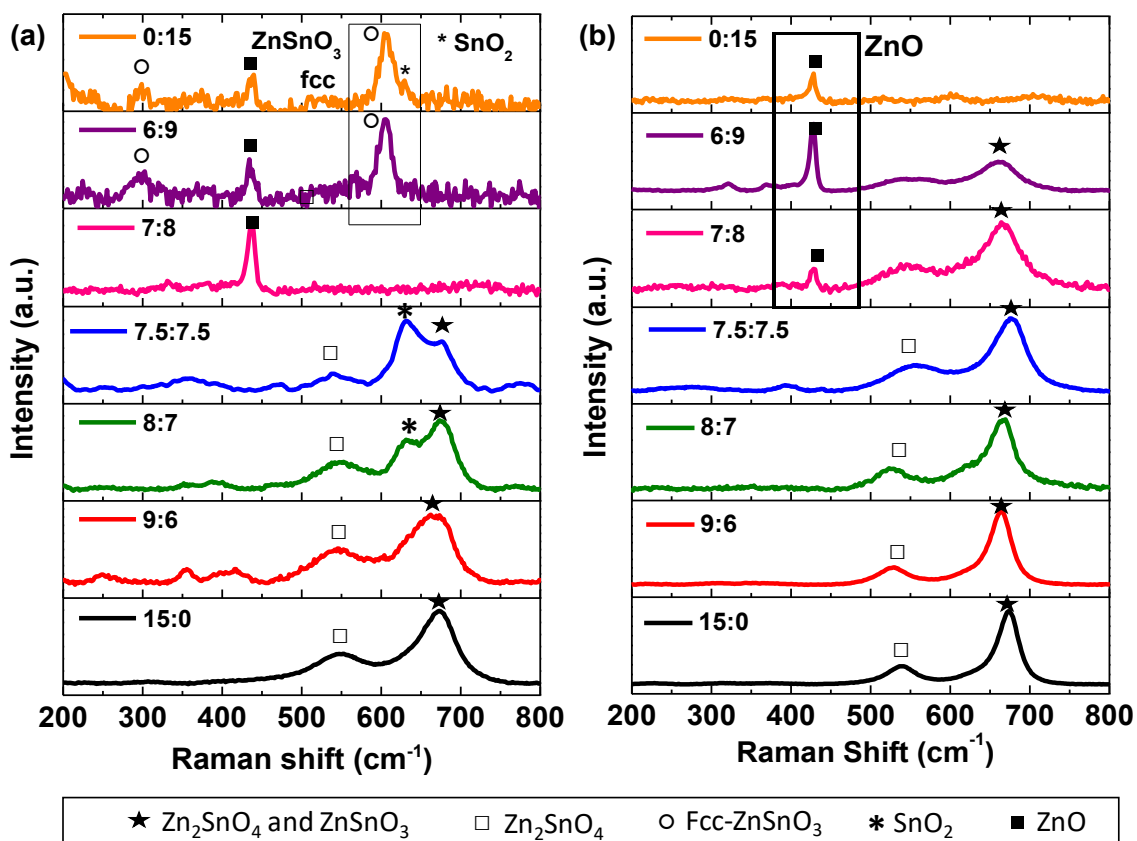 (a)
0:15
ZnSnO3
fcc
* SnO2
6:9
7:8
7.5:7.5
8:7
9:6
15:0
Intensity (a.u.)
200 300 400 500 600 700 800
Raman shift (cm-1)
(b)
0:15
ZnO
6:9
7:8
7.5:7.5
8:7
9:6
15:0
Intensity (a.u.)
200 300 400 500 600 700 800
Raman Shift (cm-1)
★ Zn2SnO4 and ZnSnO3 □ Zn2SnO4 ○ Fcc-ZnSnO3 * SnO2 ■ ZnO